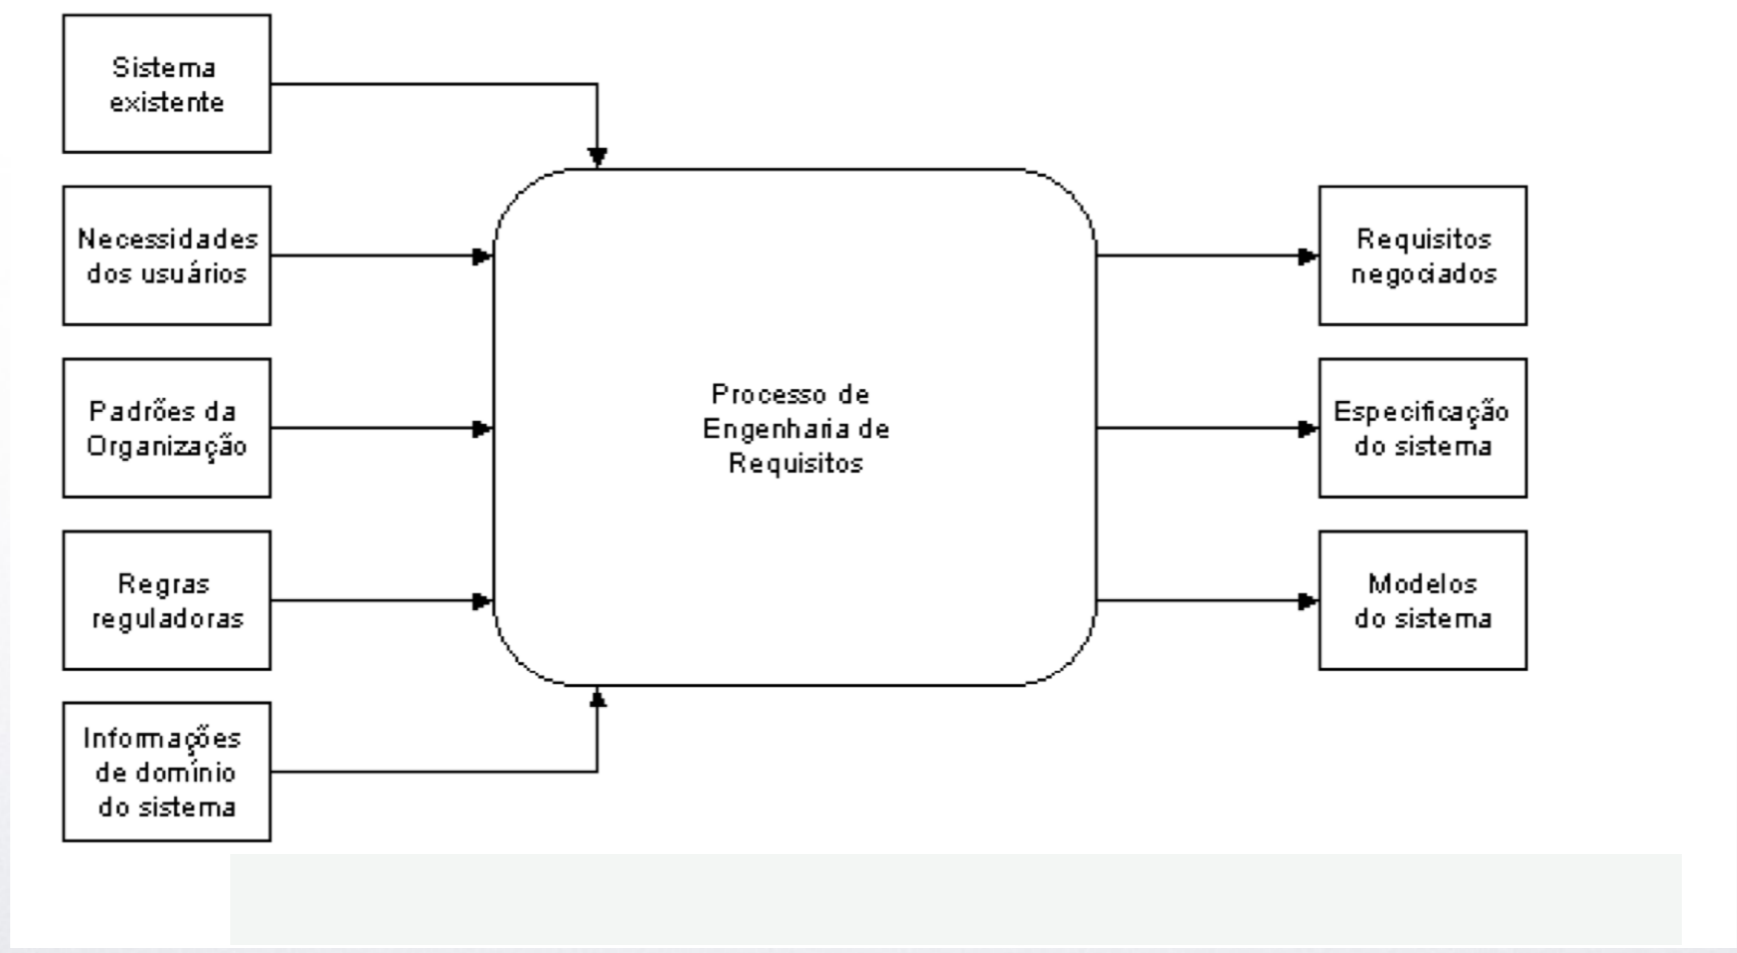 Sistema
existente
Necessidades
dos usuários
Padrões da
Organização
Regras
reguladoras
Informações
de domínio
do sistema
Processo de
Engenharia de
Requisitos
Requisitos
negociados
Especificação
do sistema
Modelos
do sistema